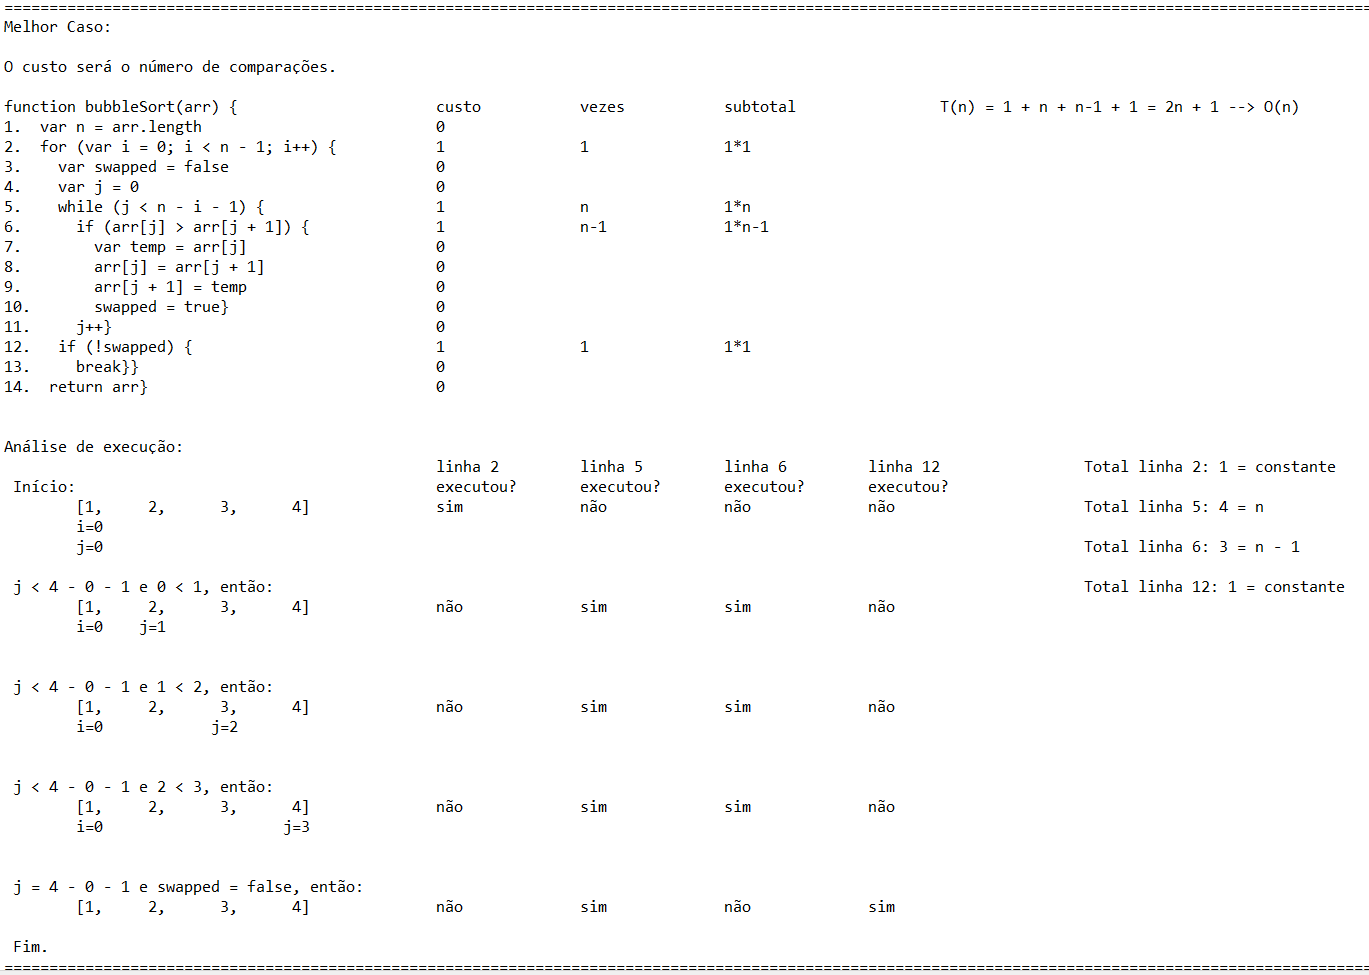 ================================================================================================================================================================
Melhor Caso:
O custo será o número de comparações.
function bubbleSort(arr) { custo vezes subtotal T(n) = 1 + n + n-1 + 1 = 2n + 1 --> O(n)
1. var n = arr.length 0
2. for (var i = 0; i < n - 1; i++) { 1 1 1*1
3. var swapped = false 0
4. var j = 0 0
5. while (j < n - i - 1) { 1 n 1*n
6. if (arr[j] > arr[j + 1]) { 1 n-1 1*n-1
7. var temp = arr[j] 0
8. arr[j] = arr[j + 1] 0
9. arr[j + 1] = temp 0
10. swapped = true} 0
11. j++} 0
12. if (!swapped) { 1 1 1*1
13. break}} 0
14. return arr} 0
Análise de execução:
linha 2 linha 5 linha 6 linha 12 Total linha 2: 1 = constante
Início: executou? executou? executou? executou?
[1, 2, 3, 4] sim não não não Total linha 5: 4 = n
i=0
j=0 Total linha 6: 3 = n - 1
j < 4 - 0 - 1 e 0 < 1, então: Total linha 12: 1 = constante
[1, 2, 3, 4] não sim sim não
i=0 j=1
j < 4 - 0 - 1 e 1 < 2, então:
[1, 2, 3, 4] não sim sim não
i=0 j=2
j < 4 - 0 - 1 e 2 < 3, então:
[1, 2, 3, 4] não sim sim não
i=0 j=3
j = 4 - 0 - 1 e swapped = false, então:
[1, 2, 3, 4] não sim não sim
Fim.
================================================================================================================================================================